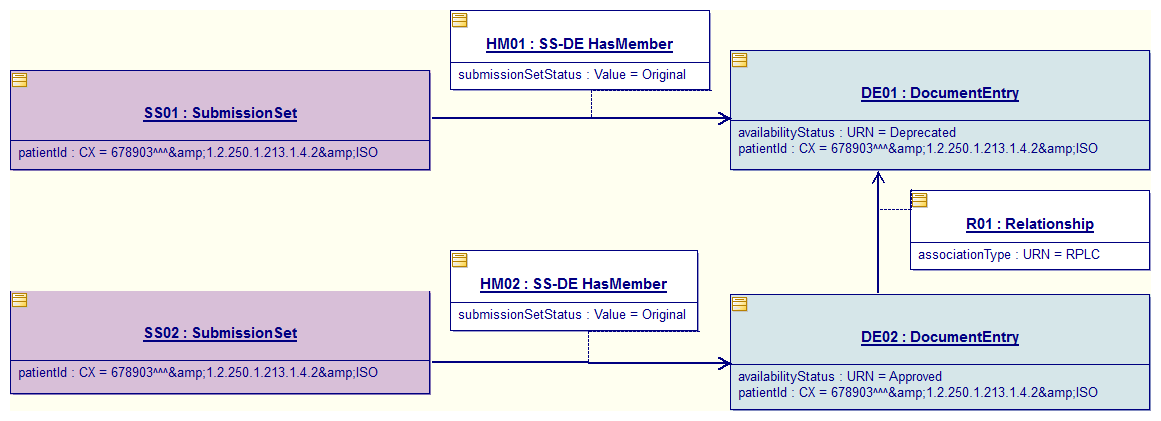 HM01 : SS-DE HasMember
submissionSetStatus : Value = Original
SS01 : SubmissionSet
patientId : CX = 678903^^^&amp;1.2.250.1.213.1.4.2&amp;ISO
DE01 : DocumentEntry
availabilityStatus : URN = Deprecated
patientId : CX = 678903^^^&amp;1.2.250.1.213.1.4.2&amp;ISO
R01 : Relationship
associationType : URN = RPLC
HM02 : SS-DE HasMember
submissionSetStatus : Value = Original
SS02 : SubmissionSet
patientId : CX = 678903^^^&amp;1.2.250.1.213.1.4.2&amp;ISO
DE02 : DocumentEntry
availabilityStatus : URN = Approved
patientId : CX = 678903^^^&amp;1.2.250.1.213.1.4.2&amp;ISO